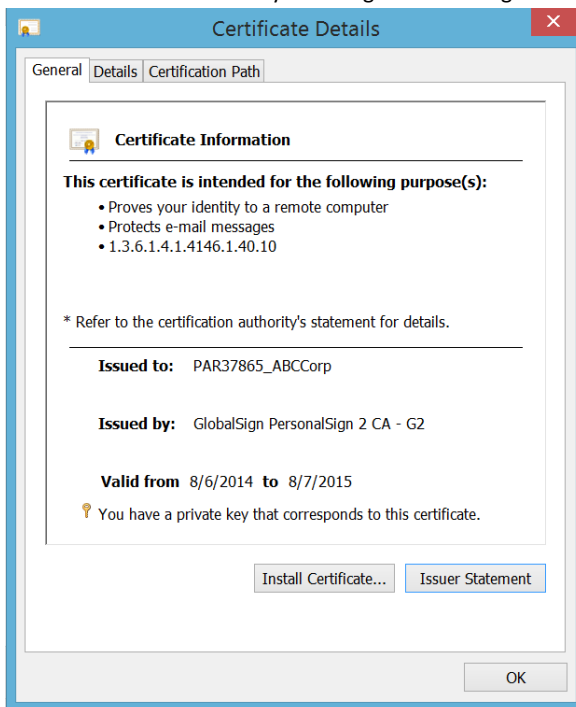 Certificate Details
General Details Certification Path
Certificate Information
This certificate is intended for the following purpose(s):
• Proves your identity to a remote computer
• Protects e-mail messages
• 1.3.6.1.4.1.4146.1.40.10
* Refer to the certification authority's statement for details.
Issued to: PAR37865_ABCCorp
Issued by: GlobalSign PersonalSign 2 CA - G2
Valid from 8/6/2014 to 8/7/2015
You have a private key that corresponds to this certificate.
Install Certificate... Issuer Statement
OK